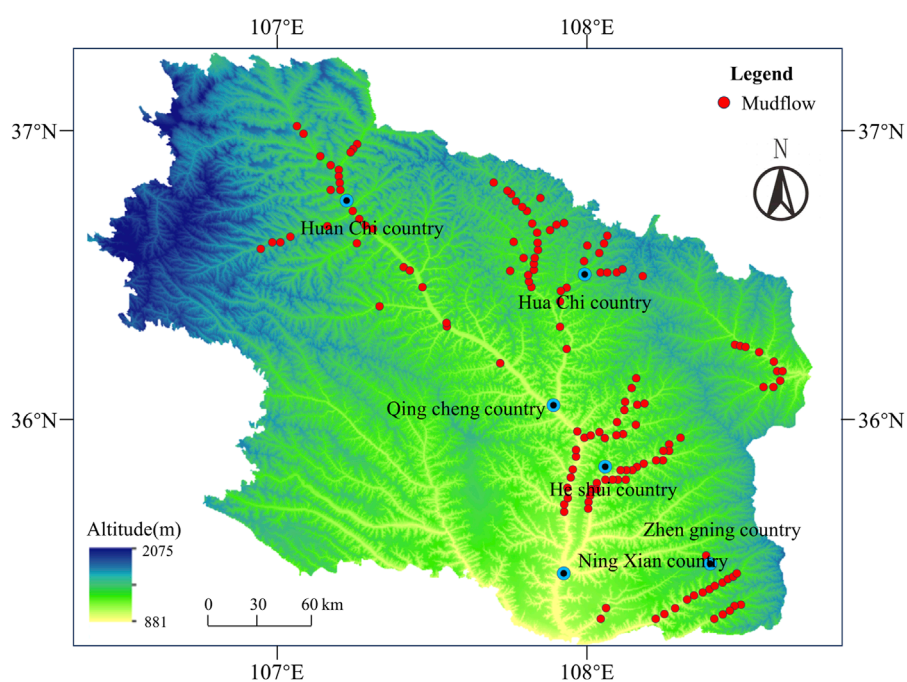 107°E 108°E
Legend
Mudflow
37°N 37°N
N
Huan Chi country
Hua Chi country
Qing cheng country
36°N 36°N
He shui country
Zhen gning country
Ning Xian country
Altitude(m)
2075
881
0 30 60 km
107°E 108°E